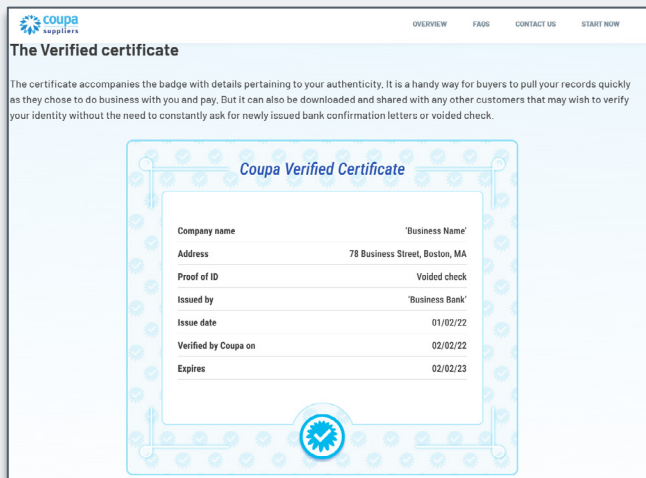 coupa
suppliers
OVERVIEW FAQS CONTACT US START NOW
The Verified certificate
The certificate accompanies the badge with details pertaining to your authenticity. It is a handy way for buyers to pull your records quickly
as they chose to do business with you and pay. But it can also be downloaded and shared with any other customers that may wish to verify
your identity without the need to constantly ask for newly issued bank confirmation letters or voided check.
Coupa Verified Certificate
Company name 'Business Name'
Address 78 Business Street, Boston, MA
Proof of ID Voided check
Issued by 'Business Bank'
Issue date 01/02/22
Verified by Coupa on 02/02/22
Expires 02/02/23